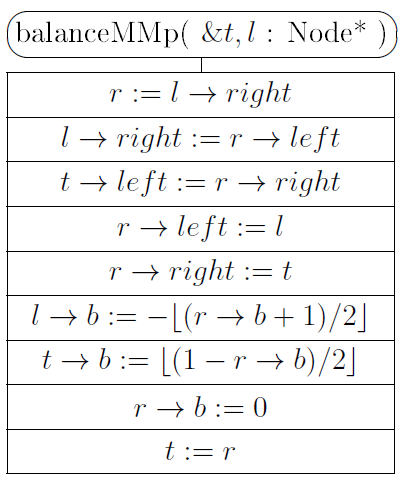 balanceMMp( &t, l : Node* )
r := l → right
l → right := r → left
t → left := r → right
r → left := l
r → right := t
l → b := −⌊(r → b + 1)/2⌋
t → b := ⌊(1 − r → b)/2⌋
r → b := 0
t := r